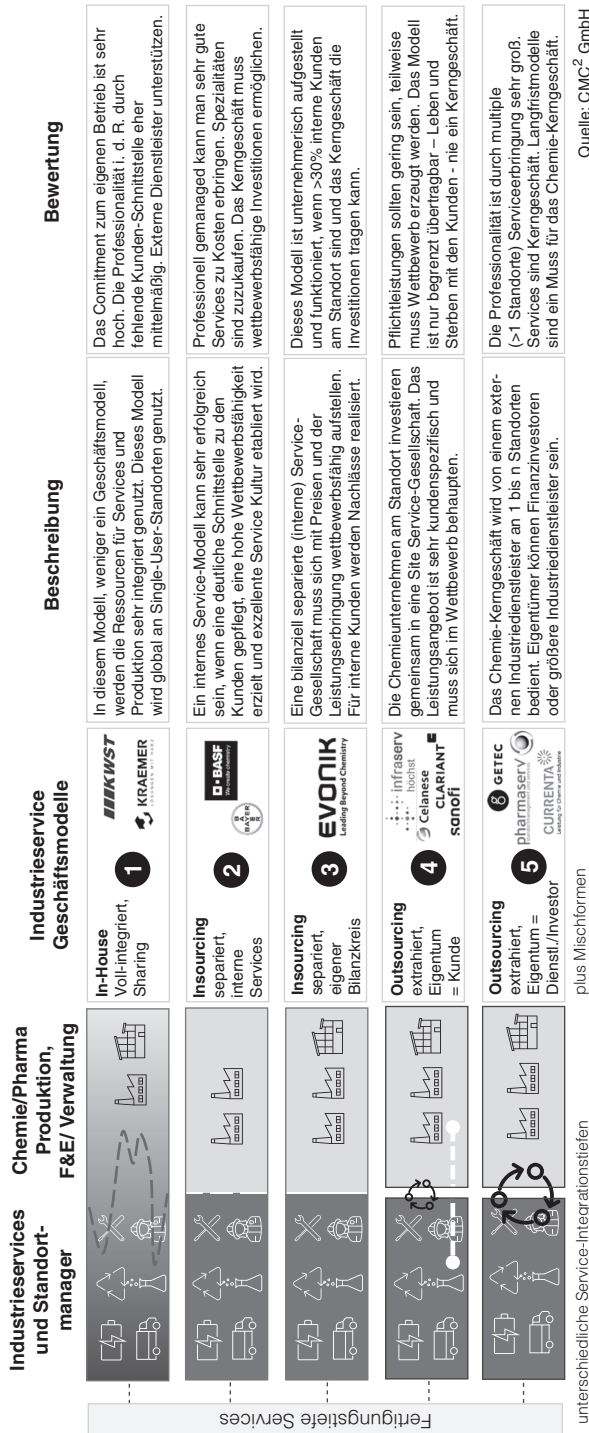 Industrieservices
und Standort-
manager
Chemie/Pharma
Produktion,
F&E/ Verwaltung
Industrieservice
Geschäftsmodelle
Beschreibung
Bewertung
Fertigungstiefe Services
In-House
Voll-integriert,
Sharing
1
KWST
KRAEMER
LÖSUNGEN MIT HARZ
In diesem Modell, weniger ein Geschäftsmodell,
werden die Ressourcen für Services und
Produktion sehr integriert genutzt. Dieses Modell
wird global an Single-User-Standorten genutzt.
Das Comittment zum eigenen Betrieb ist sehr
hoch. Die Professionalität i. d. R. durch
fehlende Kunden-Schnittstelle eher
mittelmäßig. Externe Dienstleister unterstützen.
Insourcing
separiert,
interne
Services
2
BAYER
BASF
We create chemistry
Ein internes Service-Modell kann sehr erfolgreich
sein, wenn eine deutliche Schnittstelle zu den
Kunden gepflegt, eine hohe Wettbewerbsfähigkeit
erzielt und exzellente Service Kultur etabliert wird.
Professionell gemanaged kann man sehr gute
Services zu Kosten erbringen. Spezialitäten
sind zuzukaufen. Das Kerngeschäft muss
wettbewerbsfähige Investitionen ermöglichen.
Insourcing
separiert,
eigener
Bilanzkreis
3
EVONIK
Leading Beyond Chemistry
Eine bilanziell separierte (interne) Service-
Gesellschaft muss sich mit Preisen und der
Leistungserbringung wettbewerbsfähig aufstellen.
Für interne Kunden werden Nachlässe realisiert.
Dieses Modell ist unternehmerisch aufgestellt
und funktioniert, wenn >30% interne Kunden
am Standort sind und das Kerngeschäft die
Investitionen tragen kann.
Outsourcing
extrahiert,
Eigentum
= Kunde
4
infraserv
höchst
Celanese
CLARIANT
sanofi
Die Chemieunternehmen am Standort investieren
gemeinsam in eine Site Service-Gesellschaft. Das
Leistungsangebot ist sehr kundenspezifisch und
muss sich im Wettbewerb behaupten.
Pflichtleistungen sollten gering sein, teilweise
muss Wettbewerb erzeugt werden. Das Modell
ist nur begrenzt übertragbar – Leben und
Sterben mit den Kunden - nie ein Kerngeschäft.
Outsourcing
extrahiert,
Eigentum =
Dienstl./Investor
5
g GETEC
pharmaserv
CURRENTA
Leistung für Chemie und Industrie
Das Chemie-Kerngeschäft wird von einem exter-
nen Industriedienstleister an 1 bis n Standorten
bedient. Eigentümer können Finanzinvestoren
oder größere Industriedienstleister sein.
Die Professionalität ist durch multiple
(>1 Standorte) Serviceerbringung sehr groß.
Services sind Kerngeschäft. Langfristmodelle
sind ein Muss für das Chemie-Kerngeschäft.
unterschiedliche Service-Integrationstiefen
plus Mischformen
Quelle: CMC² GmbH